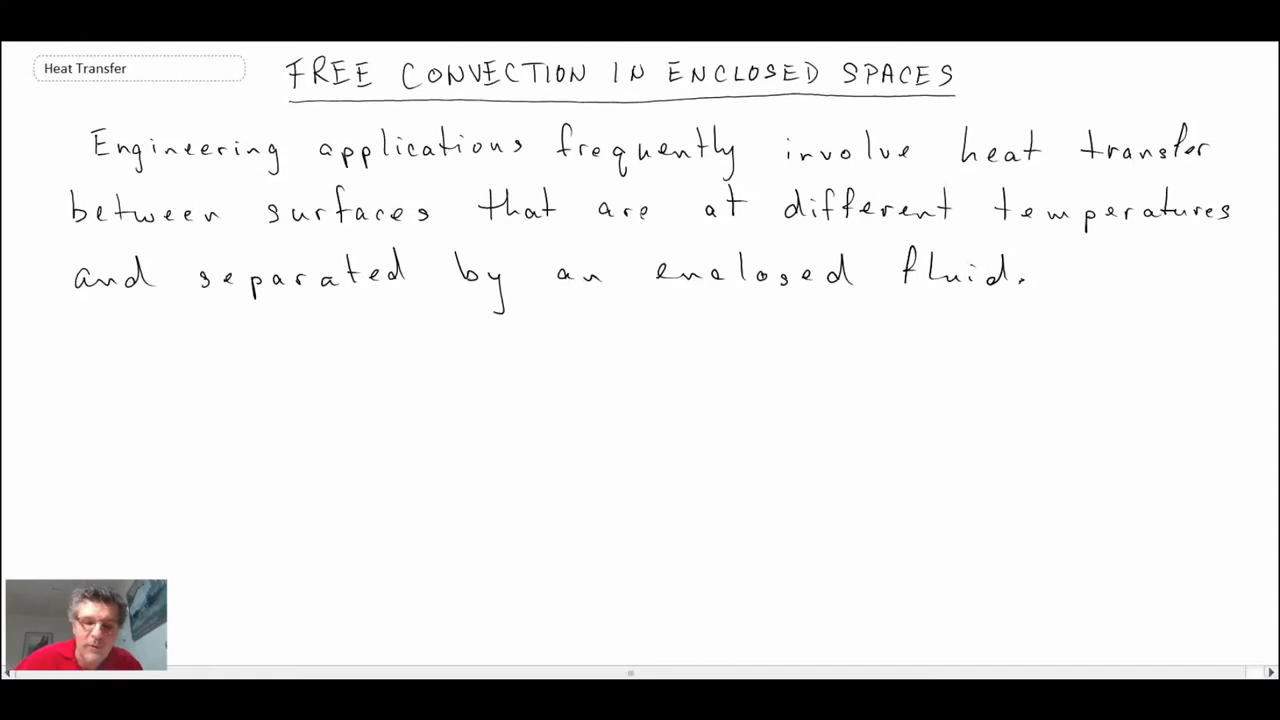 Heat Transfer
FREE CONVECTION IN ENCLOSED SPACES
Engineering applications frequently involve heat transfer
between surfaces that are at different temperatures
and separated by an enclosed fluid.